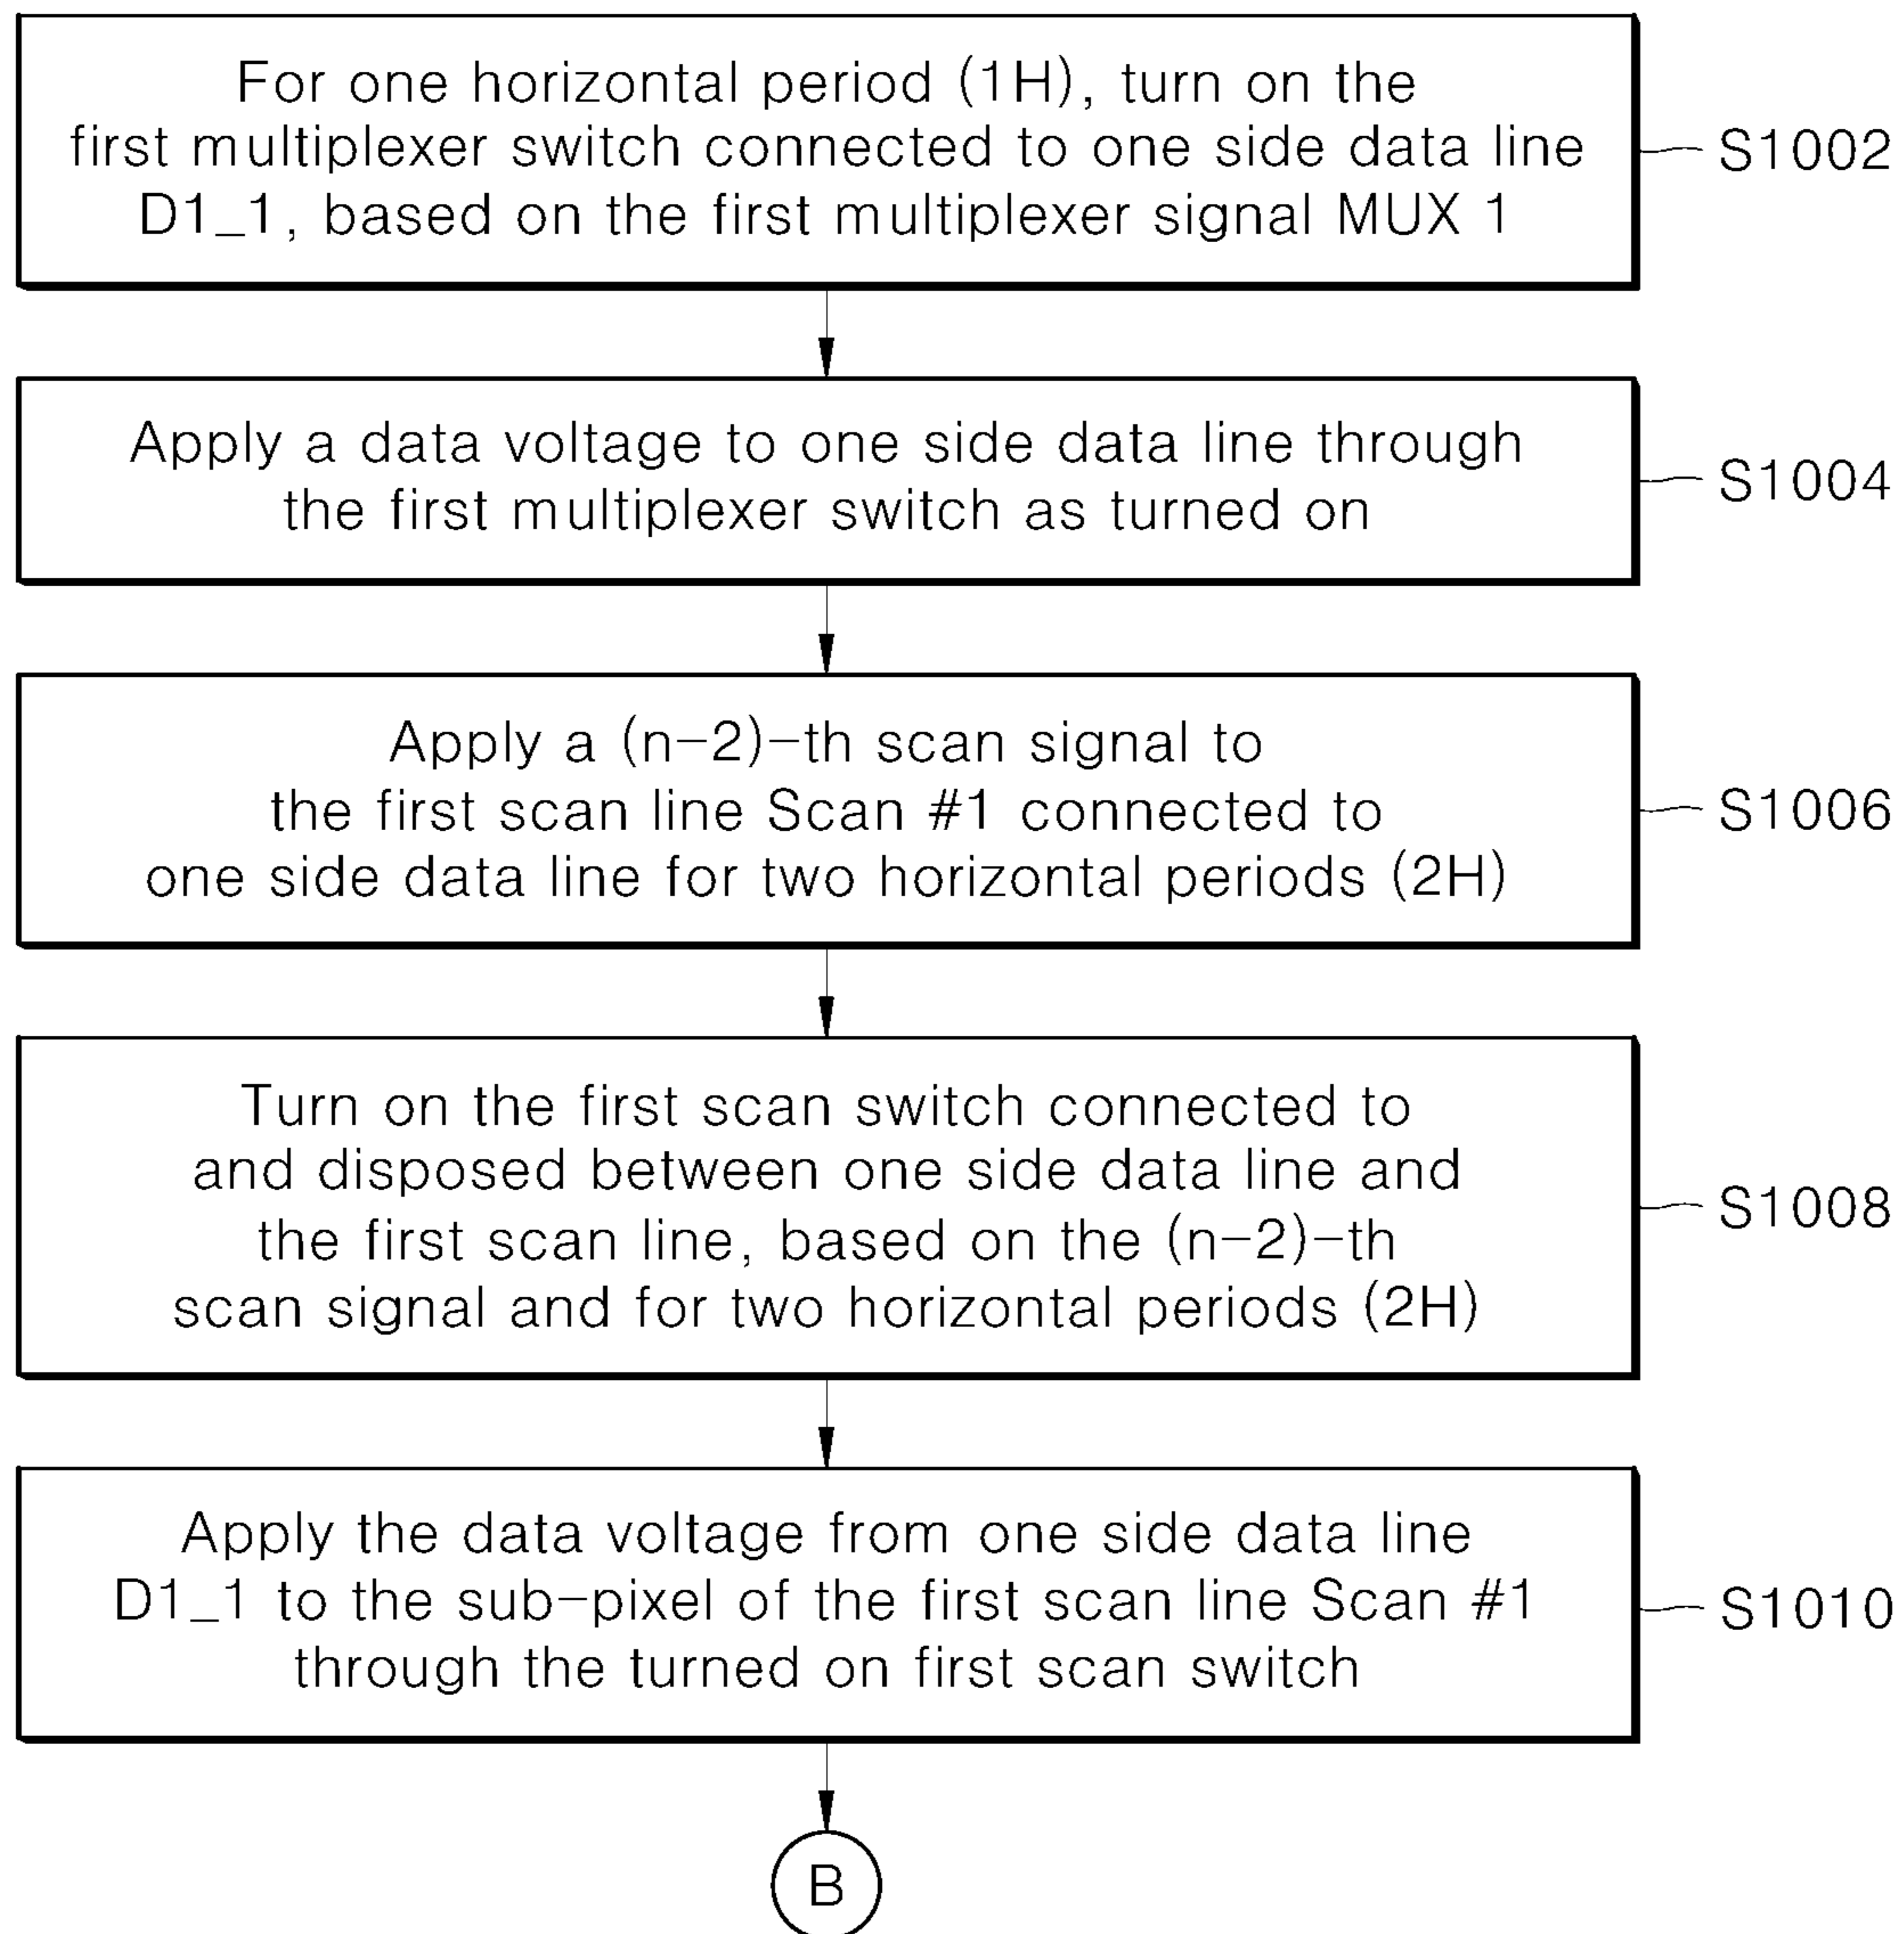 For one horizontal period (1H), turn on the
first multiplexer switch connected to one side data line
D1_1, based on the first multiplexer signal MUX 1
S1002
Apply a data voltage to one side data line through
the first multiplexer switch as turned on
S1004
Apply a (n-2)-th scan signal to
the first scan line Scan #1 connected to
one side data line for two horizontal periods (2H)
S1006
Turn on the first scan switch connected to
and disposed between one side data line and
the first scan line, based on the (n-2)-th
scan signal and for two horizontal periods (2H)
S1008
Apply the data voltage from one side data line
D1_1 to the sub-pixel of the first scan line Scan #1
through the turned on first scan switch
S1010
B